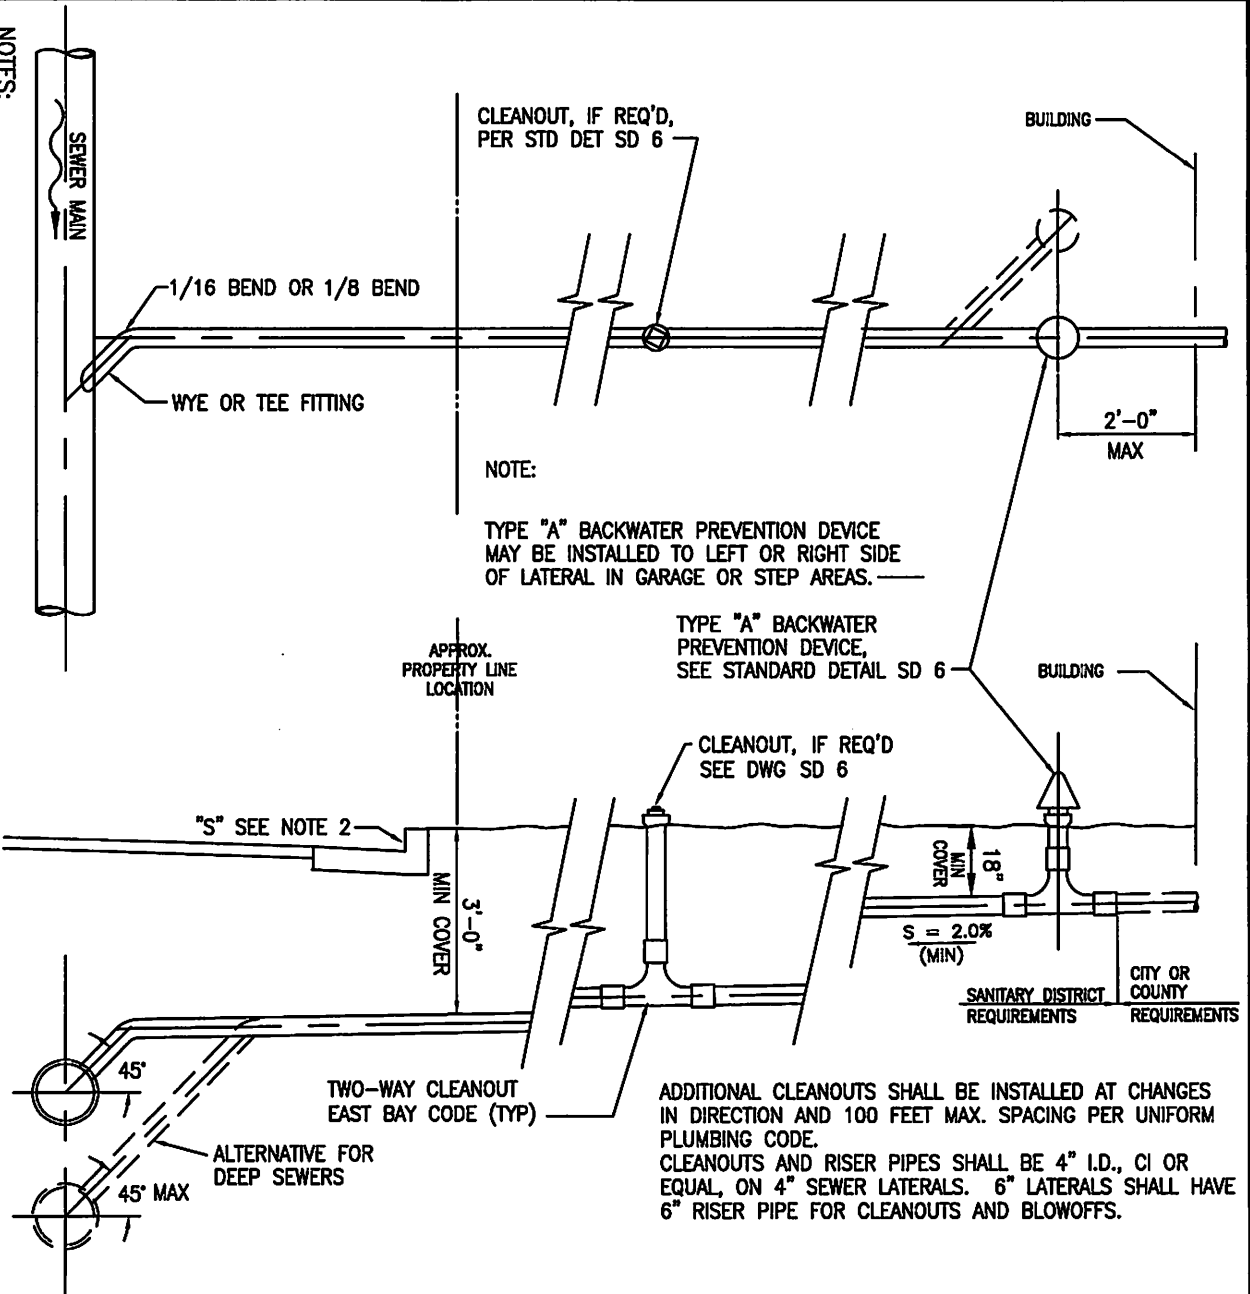 NOTES:
SEWER MAIN
CLEANOUT, IF REQ'D,
PER STD DET SD 6
BUILDING
1/16 BEND OR 1/8 BEND
WYE OR TEE FITTING
2'-0"
MAX
NOTE:
TYPE "A" BACKWATER PREVENTION DEVICE
MAY BE INSTALLED TO LEFT OR RIGHT SIDE
OF LATERAL IN GARAGE OR STEP AREAS.
TYPE "A" BACKWATER
PREVENTION DEVICE,
SEE STANDARD DETAIL SD 6
APPROX.
PROPERTY LINE
LOCATION
BUILDING
CLEANOUT, IF REQ'D
SEE DWG SD 6
"S" SEE NOTE 2
18"
MIN
COVER
3'-0"
MIN COVER
S = 2.0%
(MIN)
SANITARY DISTRICT
REQUIREMENTS
CITY OR
COUNTY
REQUIREMENTS
45°
TWO-WAY CLEANOUT
EAST BAY CODE (TYP)
ALTERNATIVE FOR
DEEP SEWERS
45° MAX
ADDITIONAL CLEANOUTS SHALL BE INSTALLED AT CHANGES
IN DIRECTION AND 100 FEET MAX. SPACING PER UNIFORM
PLUMBING CODE.
CLEANOUTS AND RISER PIPES SHALL BE 4" I.D., CI OR
EQUAL, ON 4" SEWER LATERALS. 6" LATERALS SHALL HAVE
6" RISER PIPE FOR CLEANOUTS AND BLOWOFFS.